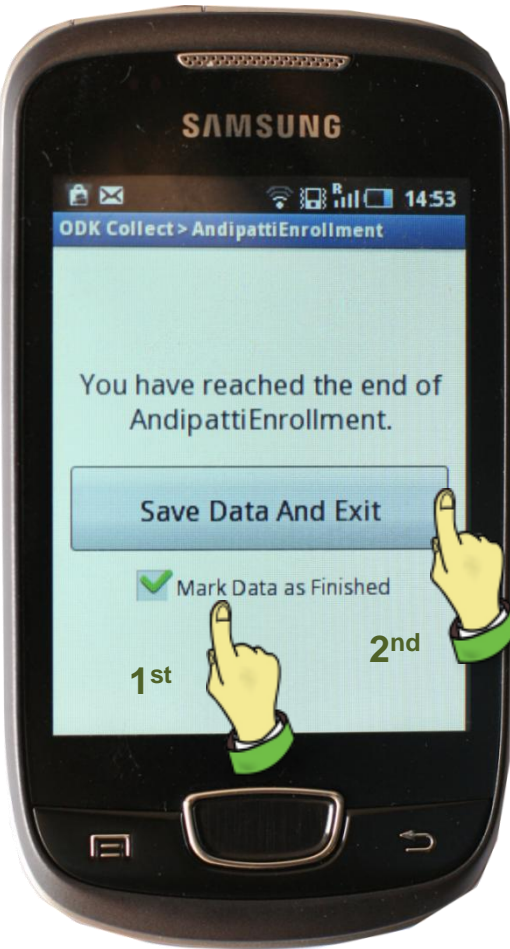 SAMSUNG
R 14:53
ODK Collect > AndipattiEnrollment
You have reached the end of
AndipattiEnrollment.
Save Data And Exit
Mark Data as Finished
2nd
1st